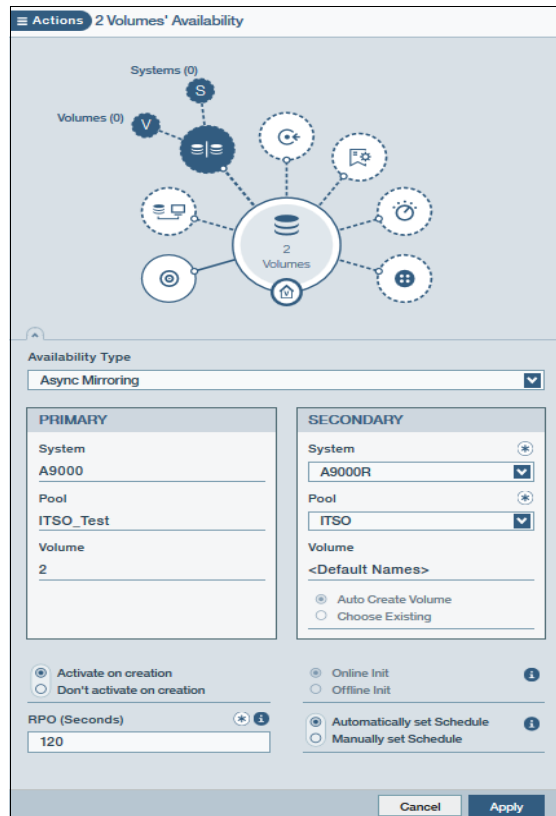 Actions 2 Volumes' Availability
Systems (0)
S
Volumes (0)
V
2
Volumes
V
Availability Type
Async Mirroring
PRIMARY
System
A9000
Pool
ITSO_Test
Volume
2
SECONDARY
System
A9000R
Pool
ITSO
Volume
<Default Names>
Auto Create Volume
Choose Existing
Activate on creation
Don't activate on creation
Online Init
Offline Init
RPO (Seconds)
120
Automatically set Schedule
Manually set Schedule
Cancel
Apply